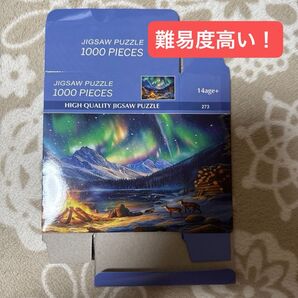 難易度高い！
JIGSAW PUZZLE
1000 PIECES
JIGSAW PUZZLE
1000 PIECES
14age+
HIGH QUALITY JIGSAW PUZZLE
273